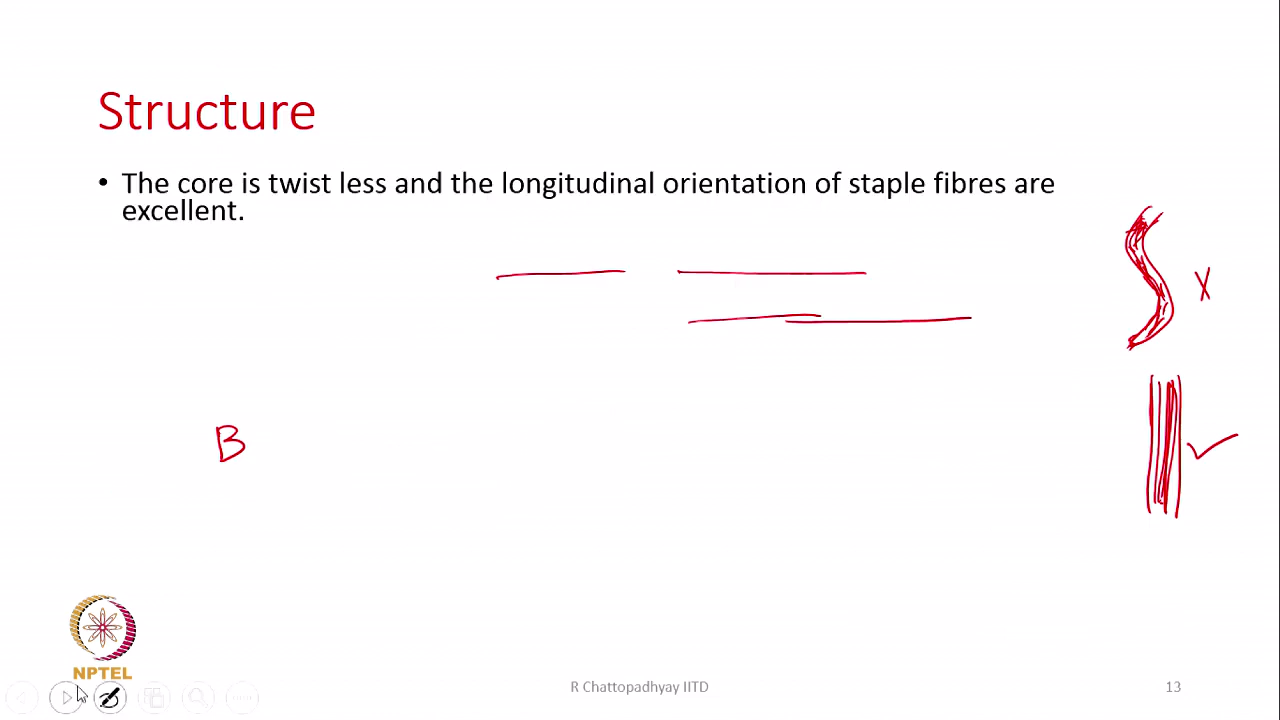 Structure
• The core is twist less and the longitudinal orientation of staple fibres are
excellent.
X
B
NPTEL
R Chattopadhyay IITD
13